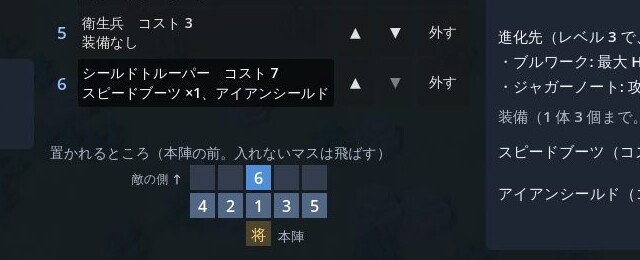 5 衛生兵 コスト 3 ▲ ▼ 外す
装備なし
6 シールドトルーパー コスト 7 ▲ ▼ 外す
スピードブーツ ×1、アイアンシールド
置かれるところ（本陣の前。入れないマスは飛ばす）
敵の側 ↑ 6
4 2 1 3 5
将 本陣
進化先（レベル 3 で、
・ブルワーク: 最大 H
・ジャガーノート: 攻
装備（1 体 3 個まで。
スピードブーツ（コス
アイアンシールド（コ